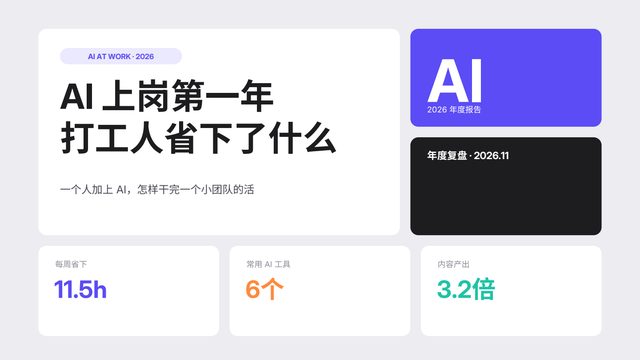 AI AT WORK · 2026
AI 上岗第一年
打工人省下了什么
一个人加上 AI，怎样干完一个小团队的活
AI
2026 年度报告
年度复盘 · 2026.11
每周省下
11.5h
常用 AI 工具
6个
内容产出
3.2倍